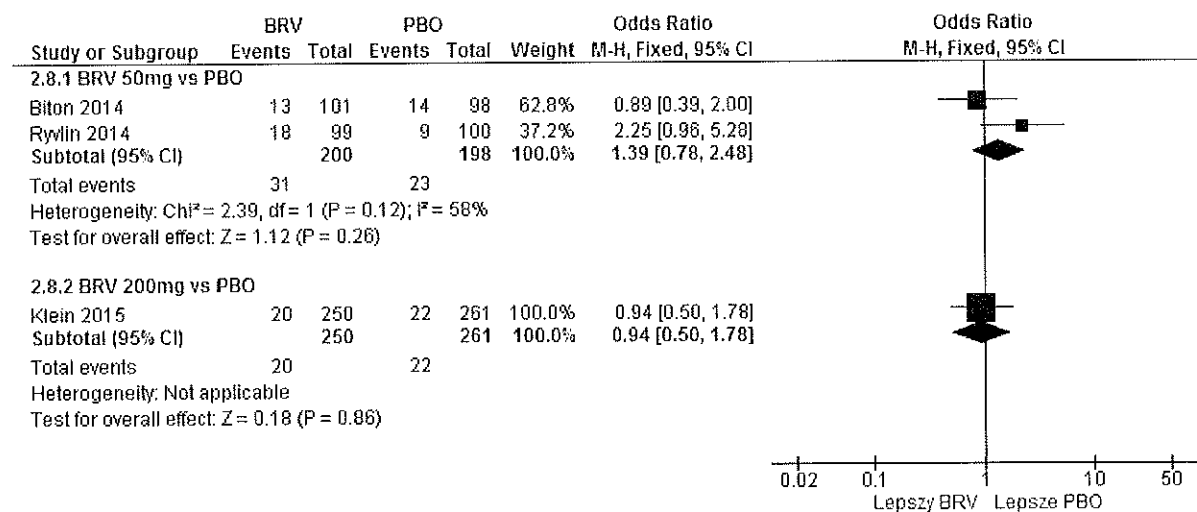 BRV PBO Odds Ratio Odds Ratio
Study or Subgroup Events Total Events Total Weight M-H, Fixed, 95% CI M-H, Fixed, 95% CI
2.8.1 BRV 50mg vs PBO
Biton 2014 13 101 14 98 62.8% 0.89 [0.39, 2.00]
Ryvlin 2014 18 99 9 100 37.2% 2.25 [0.96, 5.28]
Subtotal (95% CI) 200 198 100.0% 1.39 [0.78, 2.48]
Total events 31 23
Heterogeneity: Chi² = 2.39, df = 1 (P = 0.12); I² = 58%
Test for overall effect: Z = 1.12 (P = 0.26)
2.8.2 BRV 200mg vs PBO
Klein 2015 20 250 22 261 100.0% 0.94 [0.50, 1.78]
Subtotal (95% CI) 250 261 100.0% 0.94 [0.50, 1.78]
Total events 20 22
Heterogeneity: Not applicable
Test for overall effect: Z = 0.18 (P = 0.86)
0.02 0.1 1 10 50
Lepszy BRV Lepsze PBO